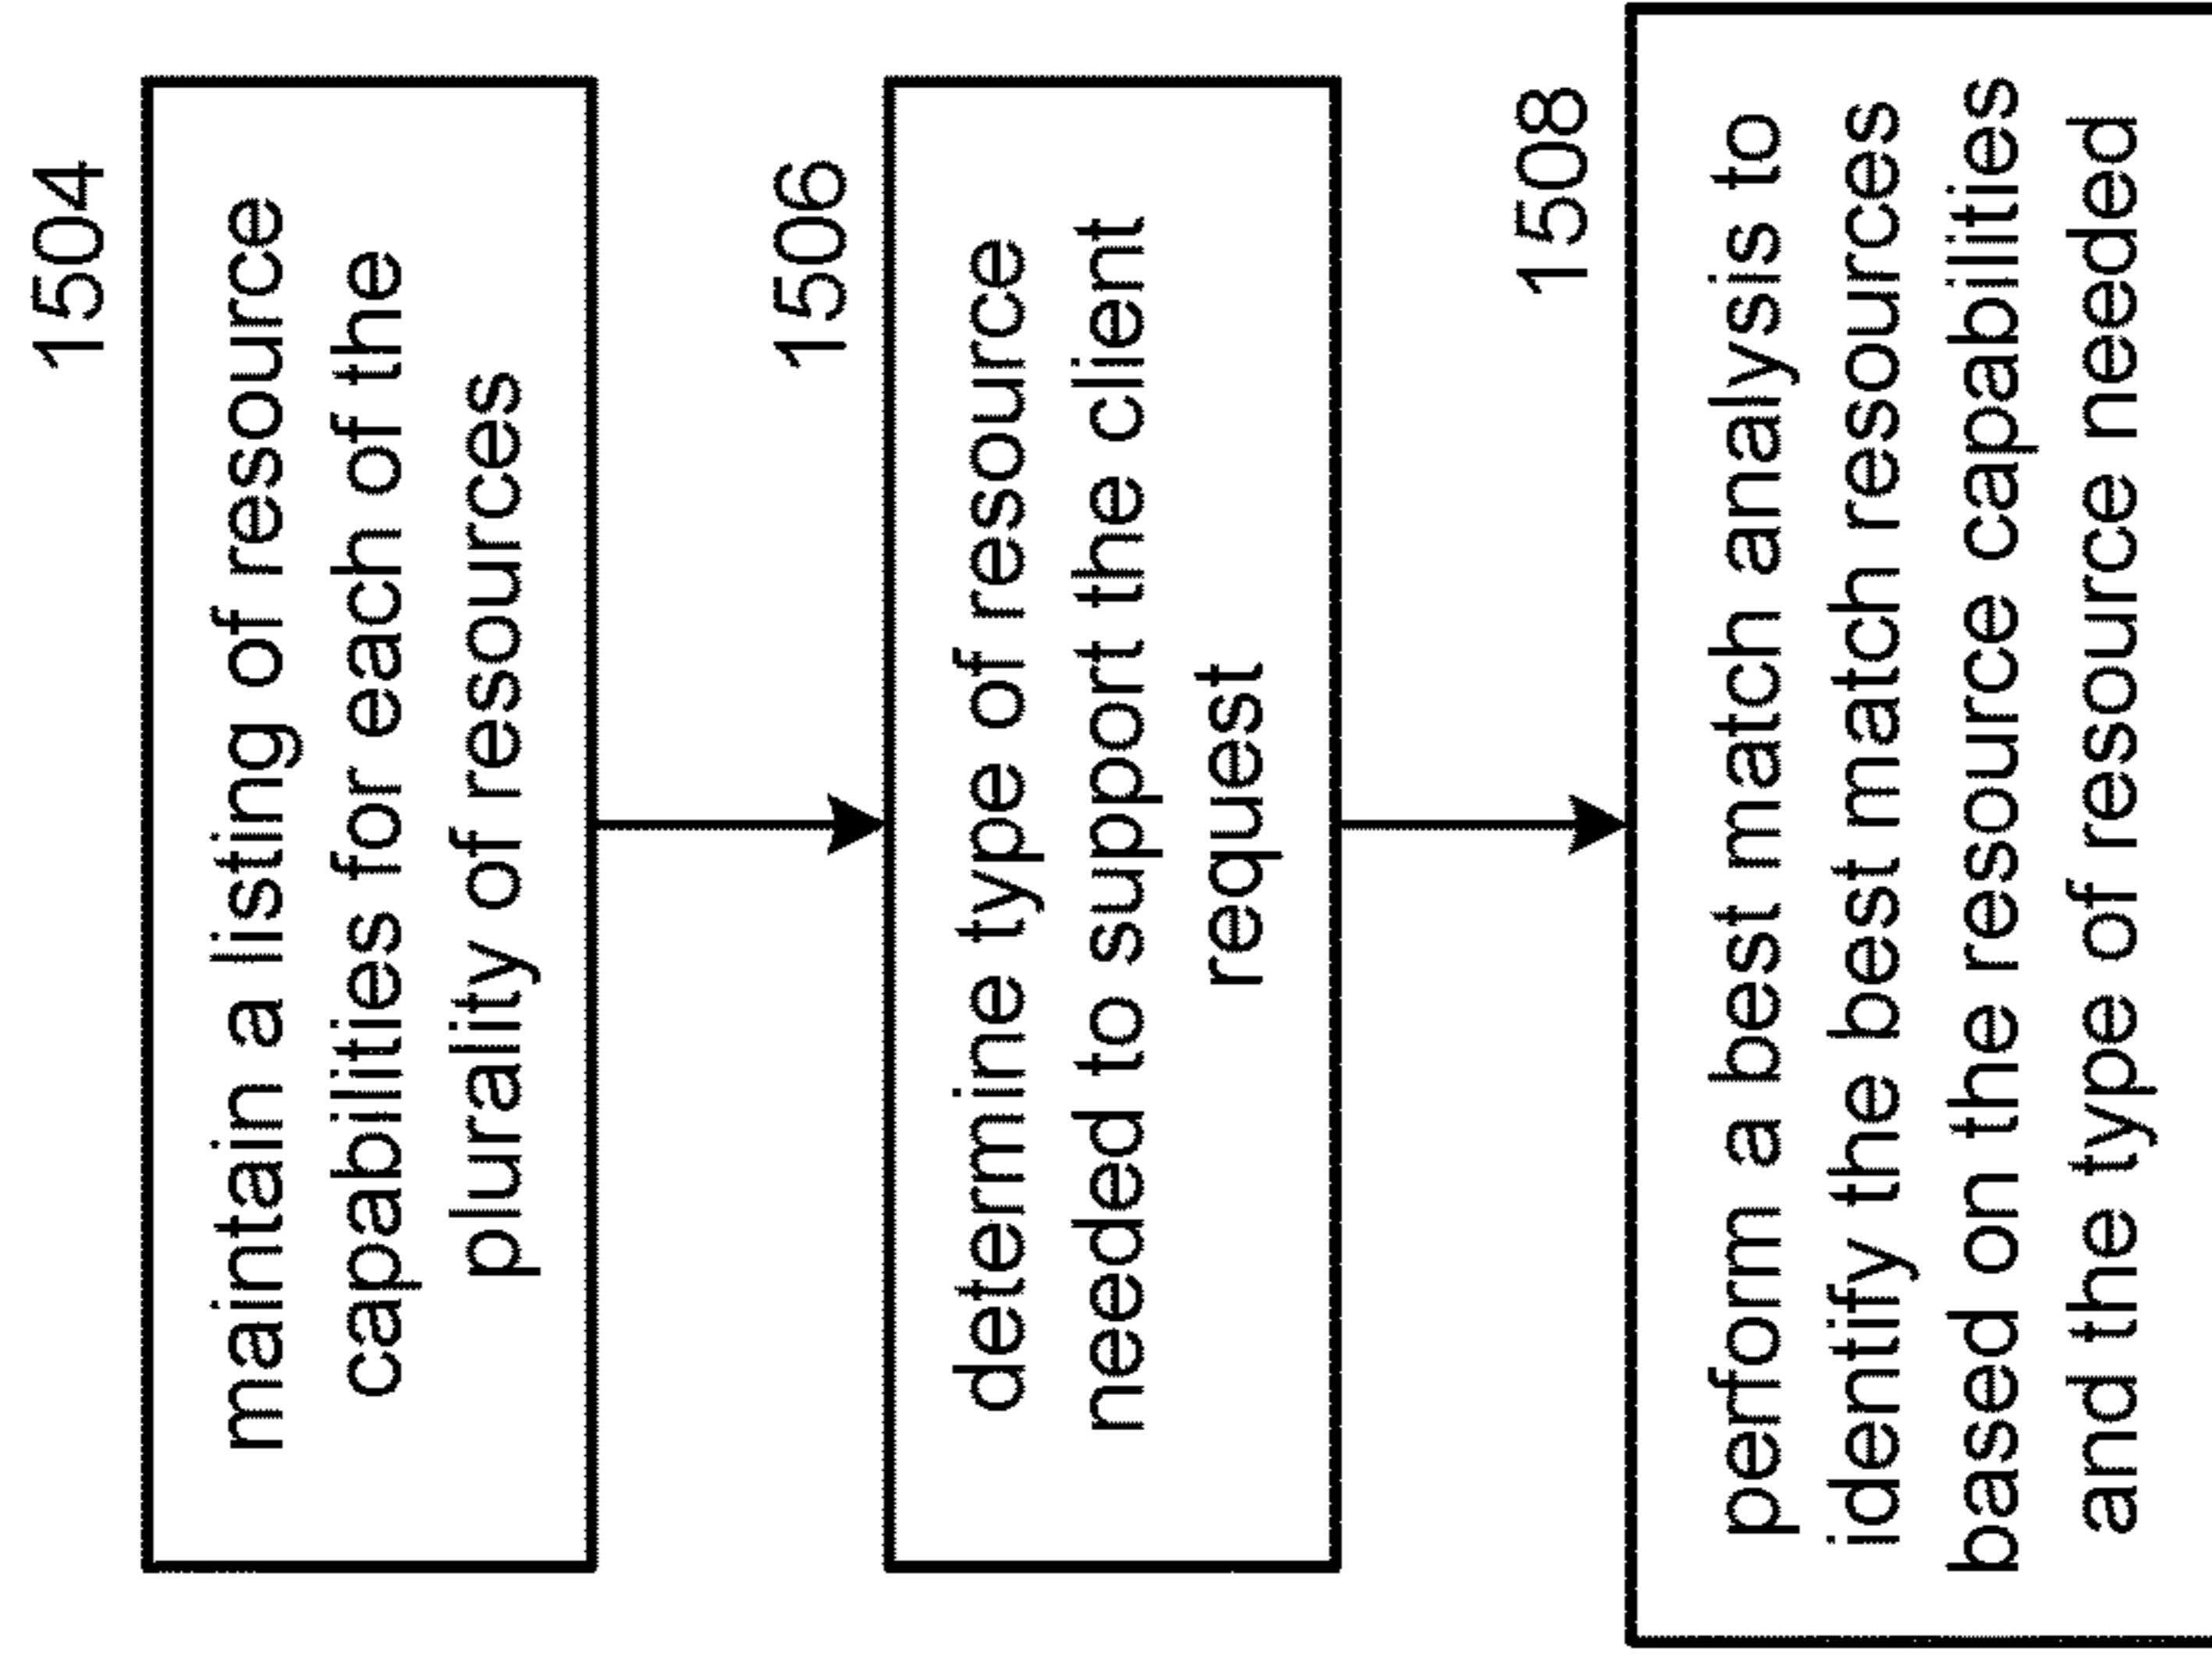 1504
maintain a listing of resource
capabilities for each of the
plurality of resources
1506
determine type of resource
needed to support the client
request
1508
perform a best match analysis to
identify the best match resources
based on the resource capabilities
and the type of resource needed